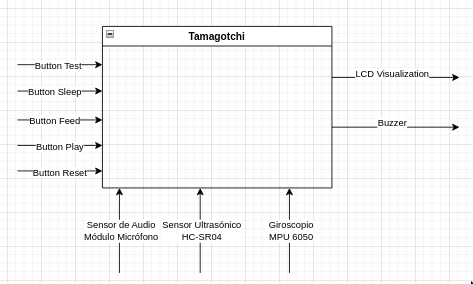 Tamagotchi
Button Test
Button Sleep
Button Feed
Button Play
Button Reset
LCD Visualization
Buzzer
Sensor de Audio
Módulo Micrófono
Sensor Ultrasónico
HC-SR04
Giroscopio
MPU 6050